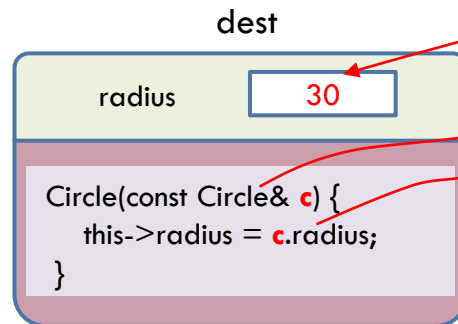 dest
radius 30
Circle(const Circle& c) {
this->radius = c.radius;
}